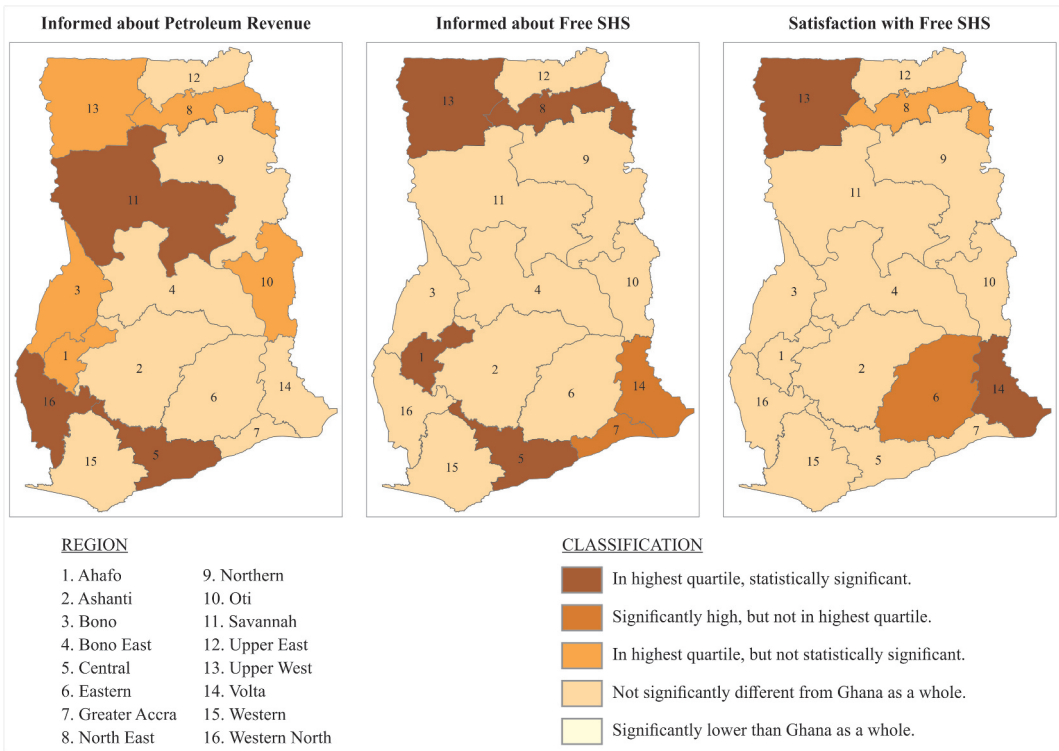 Informed about Petroleum Revenue
Informed about Free SHS
Satisfaction with Free SHS
12
13
8
9
11
10
3
4
1
2
14
16
6
7
5
15
12
13
8
9
11
10
3
4
1
2
14
16
6
7
5
15
12
13
8
9
11
10
3
4
1
2
14
16
6
7
5
15
REGION
1. Ahafo
2. Ashanti
3. Bono
4. Bono East
5. Central
6. Eastern
7. Greater Accra
8. North East
9. Northern
10. Oti
11. Savannah
12. Upper East
13. Upper West
14. Volta
15. Western
16. Western North
CLASSIFICATION
In highest quartile, statistically significant.
Significantly high, but not in highest quartile.
In highest quartile, but not statistically significant.
Not significantly different from Ghana as a whole.
Significantly lower than Ghana as a whole.